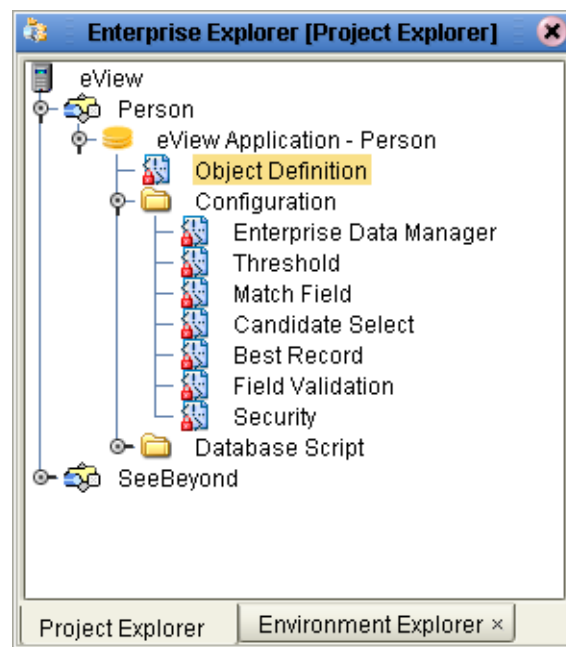 Enterprise Explorer [Project Explorer]
eView
Person
eView Application - Person
Object Definition
Configuration
Enterprise Data Manager
Threshold
Match Field
Candidate Select
Best Record
Field Validation
Security
Database Script
SeeBeyond
Project Explorer
Environment Explorer ×